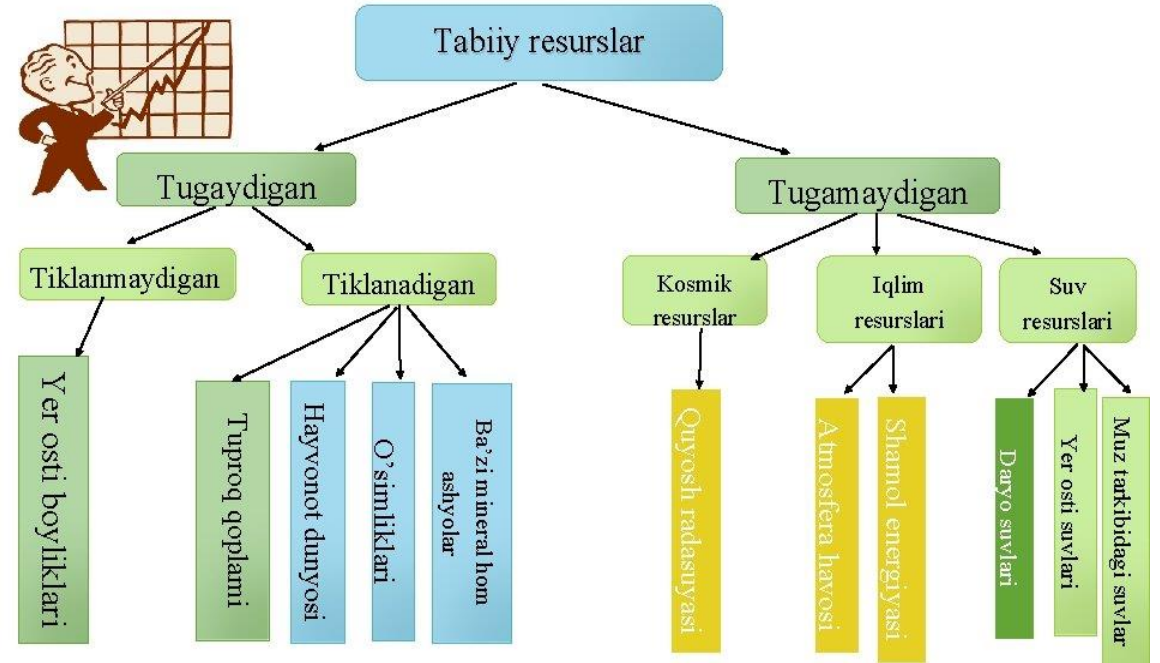 Tabiiy resurslar
Tugaydigan
Tugamaydigan
Tiklanmaydigan
Tiklanadigan
Kosmik
resurslar
Iqlim
resurslari
Suv
resurslari
Yer osti boyliklari
Tuproq qoplami
Hayvonot dunyosi
O’simliklari
Ba’zi mineral hom
ashyolar
Quyosh radasuyasi
Atmosfera havosi
Shamol energiyasi
Daryo suvlari
Yer osti suvlari
Muz tarkibidagi suvlar